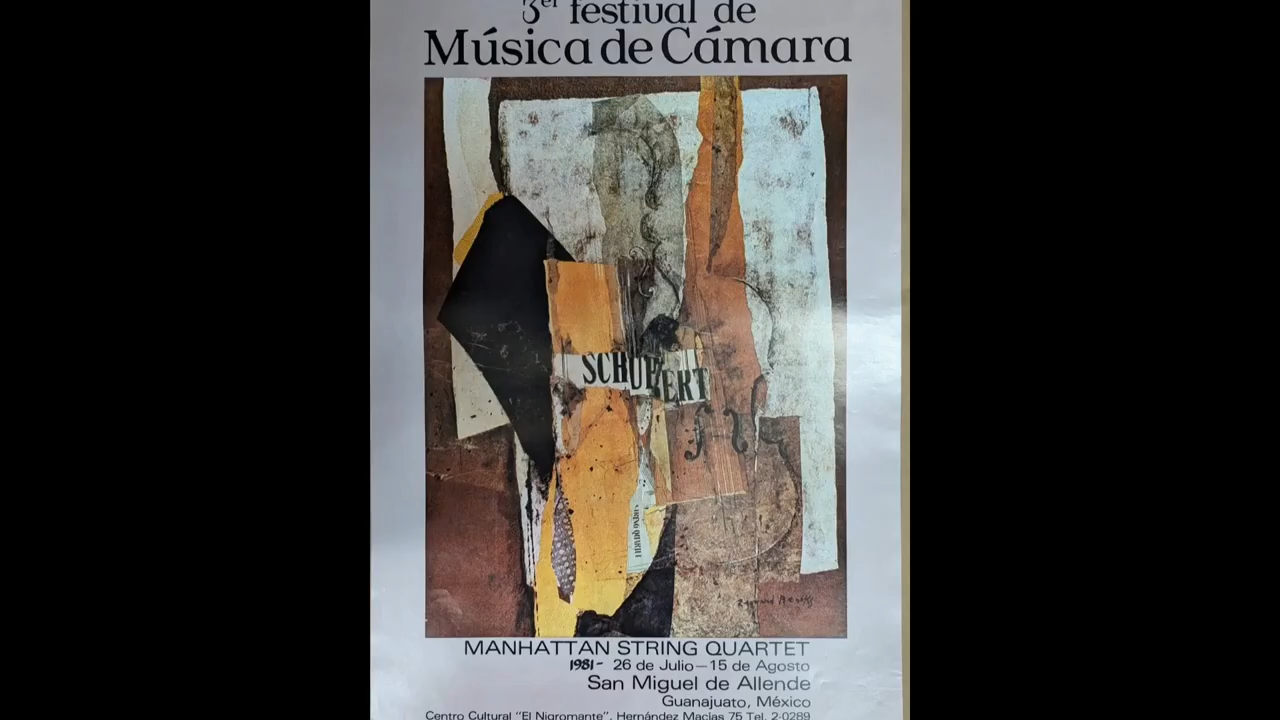 3er festival de
Música de Cámara
SCHUBERT
MANHATTAN STRING QUARTET
1981- 26 de Julio—15 de Agosto
San Miguel de Allende
Guanajuato, México
Centro Cultural “El Nigromante”, Hernández Macías 75 Tel. 2-0289